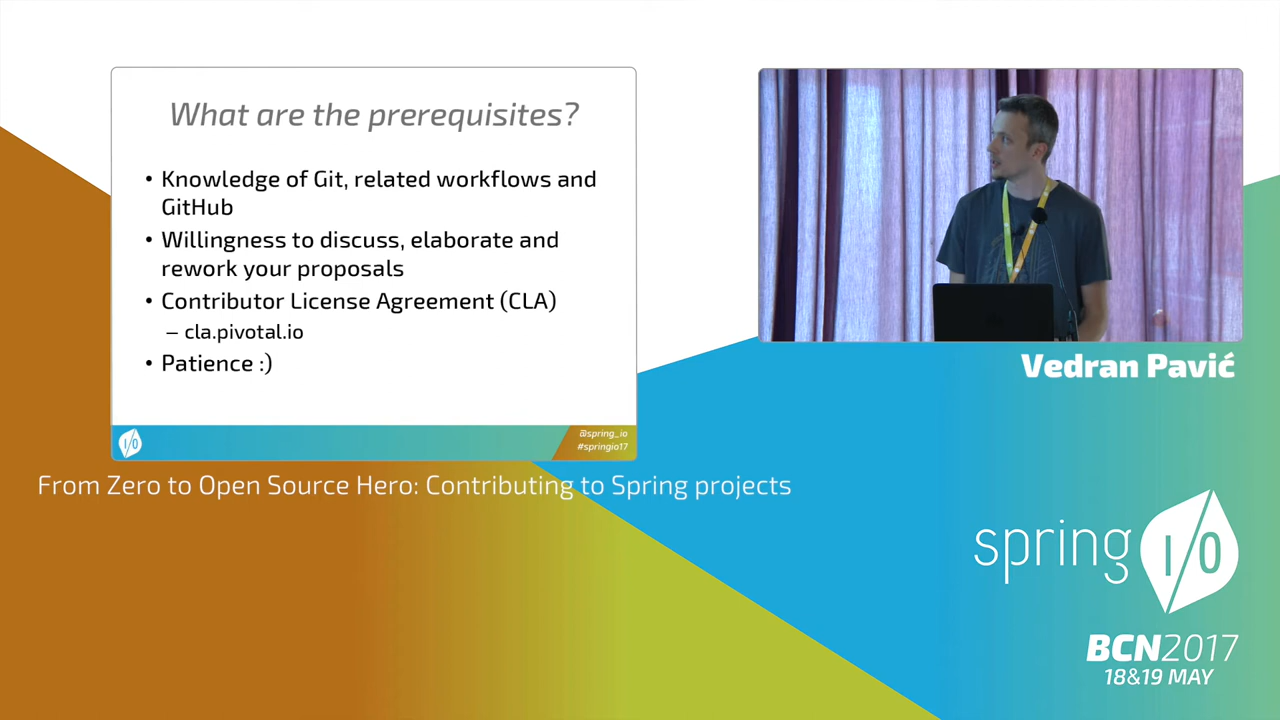 What are the prerequisites?
• Knowledge of Git, related workflows and
GitHub
• Willingness to discuss, elaborate and
rework your proposals
• Contributor License Agreement (CLA)
– cla.pivotal.io
• Patience :)
I/O
@spring_io
#springio17
Vedran Pavić
From Zero to Open Source Hero: Contributing to Spring projects
spring I/O
BCN2017
18&19 MAY